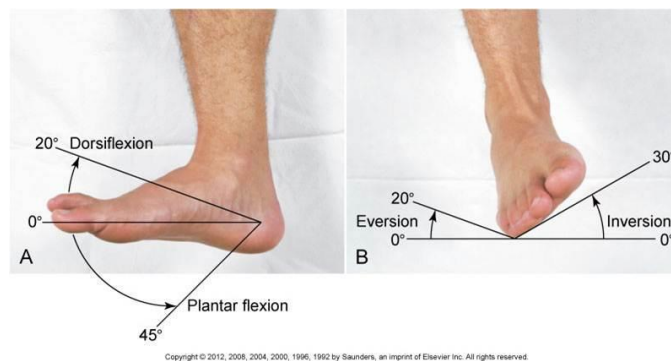 20° Dorsiflexion
0°
A
Plantar flexion
45°
30°
20°
Eversion
Inversion
0°
0°
B
Copyright © 2012, 2008, 2004, 2000, 1996, 1992 by Saunders, an imprint of Elsevier Inc. All rights reserved.